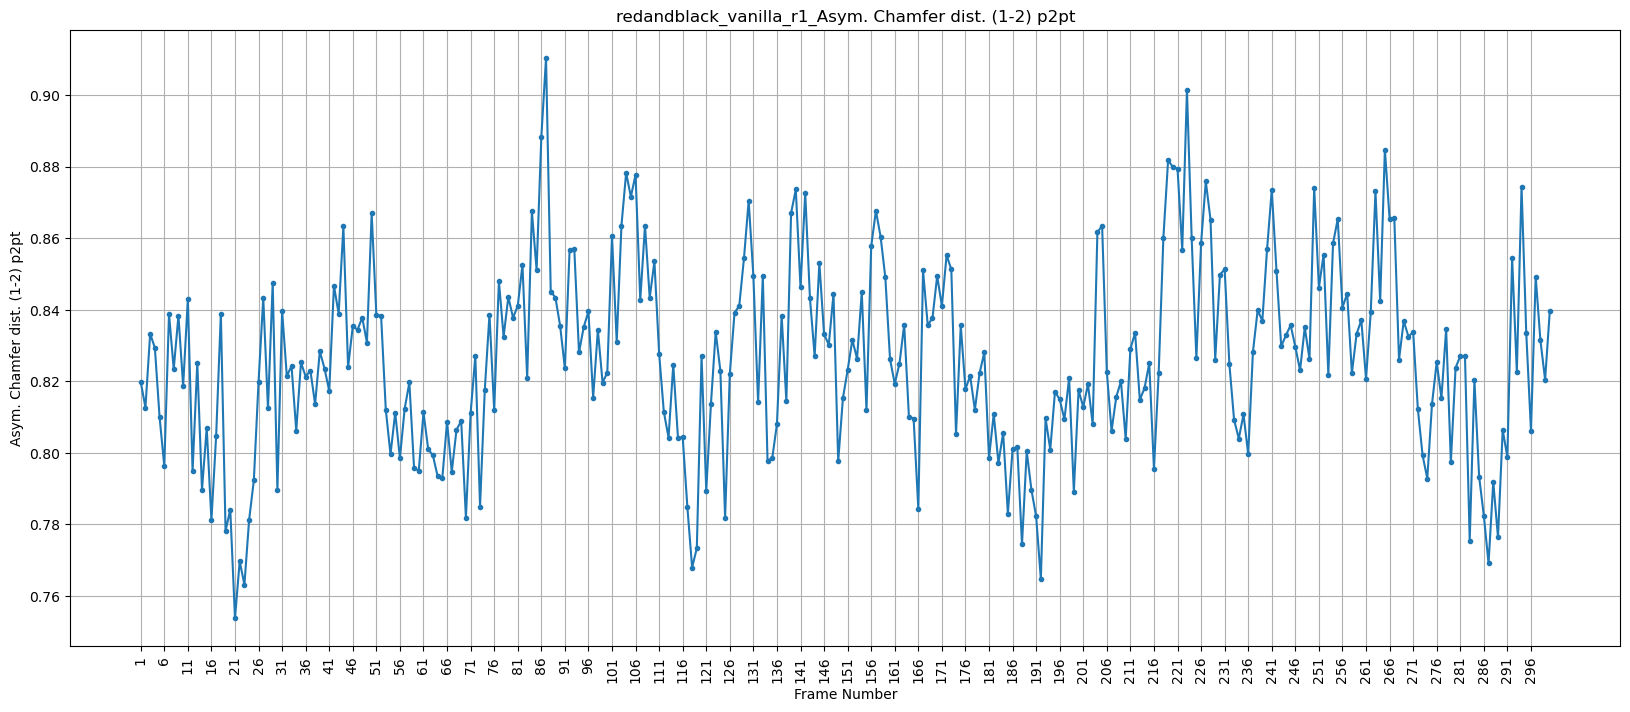 redandblack_vanilla_r1_Asym. Chamfer dist. (1-2) p2pt
Asym. Chamfer dist. (1-2) p2pt
0.90
0.88
0.86
0.84
0.82
0.80
0.78
0.76
1 6 11 16 21 26 31 36 41 46 51 56 61 66 71 76 81 86 91 96 101 106 111 116 121 126 131 136 141 146 151 156 161 166 171 176 181 186 191 196 201 206 211 216 221 226 231 236 241 246 251 256 261 266 271 276 281 286 291 296
Frame Number